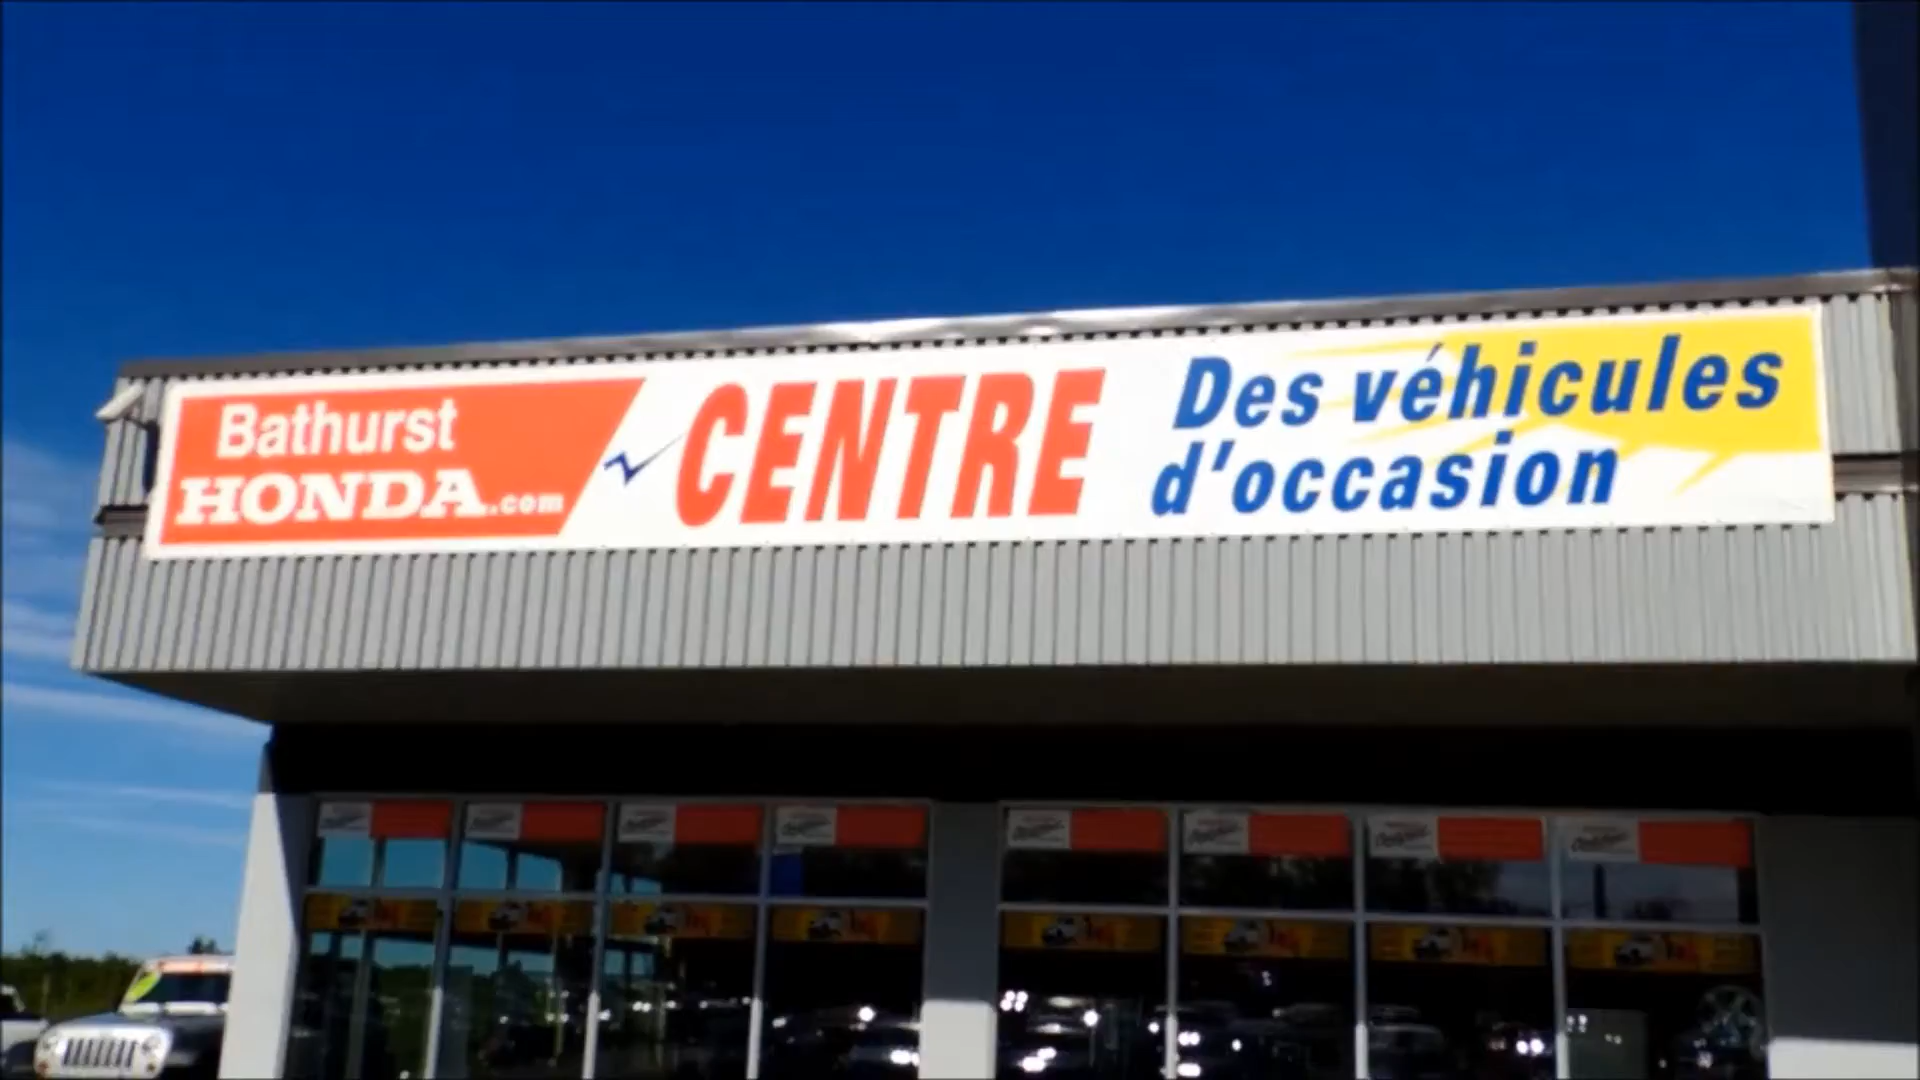 Bathurst
HONDA.com
CENTRE
Des véhicules
d'occasion